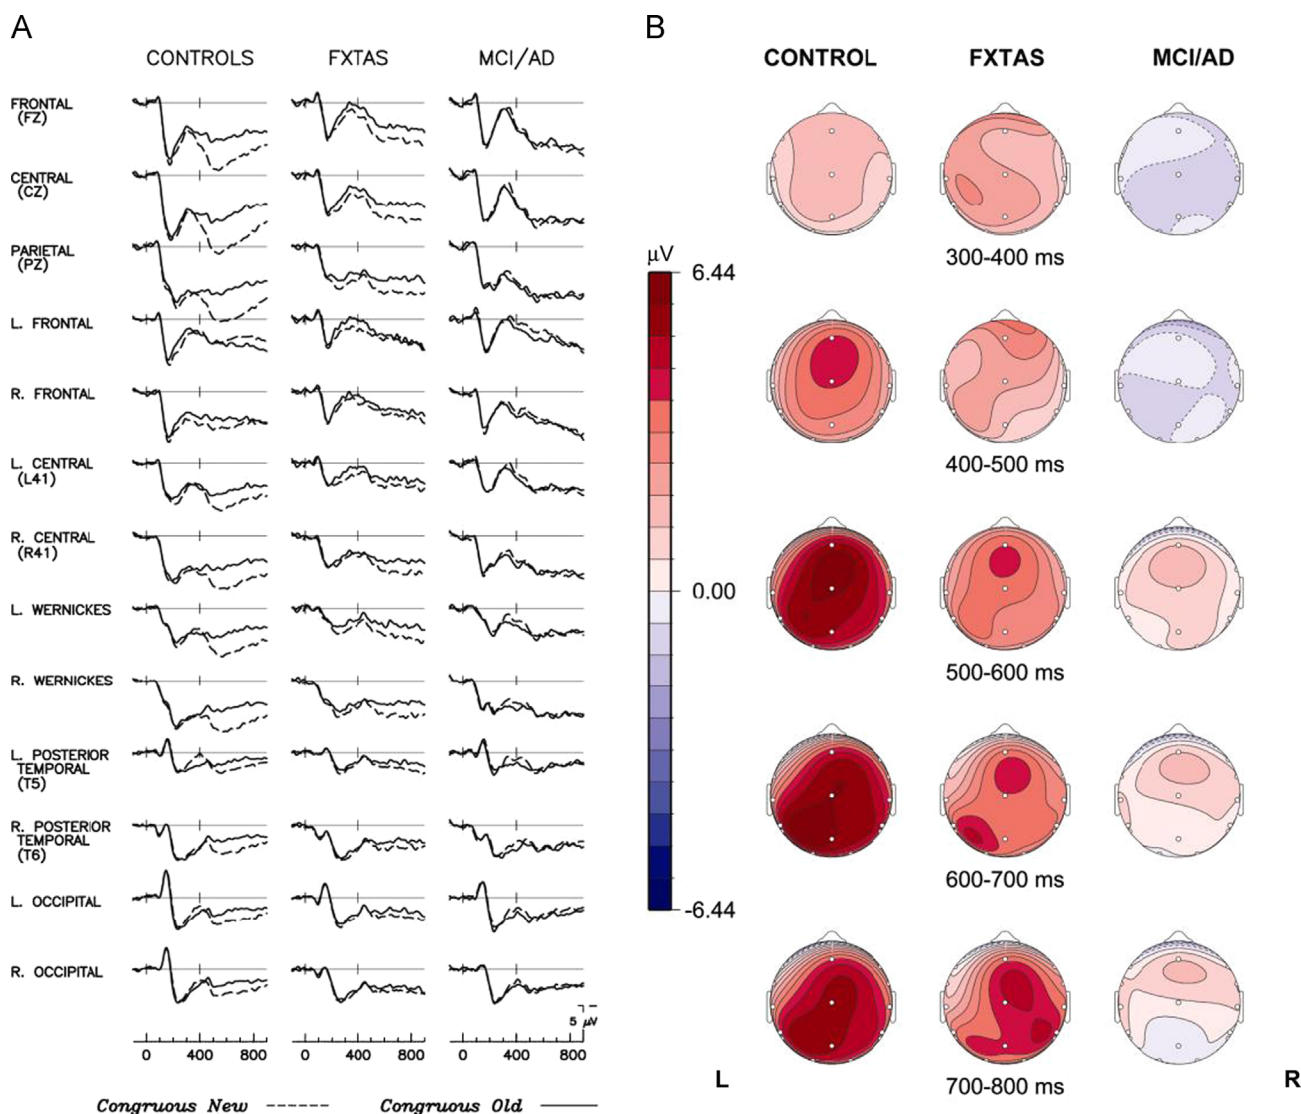 A
CONTROLS FXTAS MCI/AD
FRONTAL
(FZ)
CENTRAL
(CZ)
PARIETAL
(PZ)
L. FRONTAL
R. FRONTAL
L. CENTRAL
(L41)
R. CENTRAL
(R41)
L. WERNICKES
R. WERNICKES
L. POSTERIOR
TEMPORAL
(T5)
R. POSTERIOR
TEMPORAL
(T6)
L. OCCIPITAL
R. OCCIPITAL
5 μV
0 400 800 0 400 800 0 400 800
Congruous New Congruous Old
B
CONTROL FXTAS MCI/AD
300-400 ms
μV
6.44
400-500 ms
0.00
500-600 ms
600-700 ms
-6.44
700-800 ms
L R